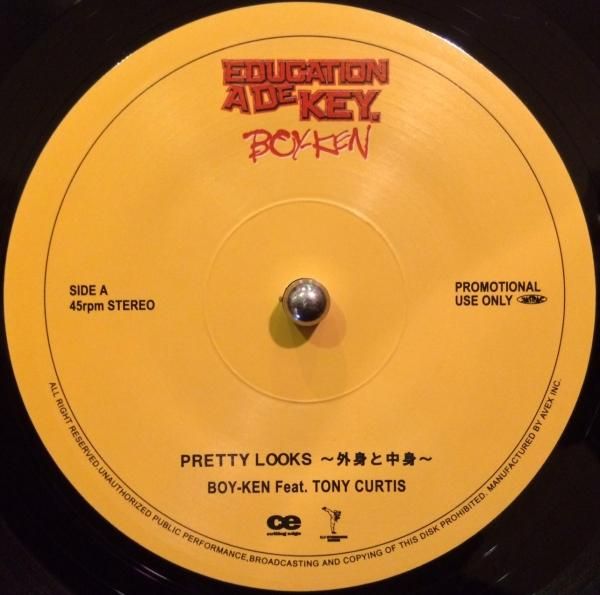 EDUCATION
A DE KEY.
BOY-KEN
SIDE A
45rpm STEREO
PROMOTIONAL
USE ONLY
PRETTY LOOKS ～外身と中身～
BOY-KEN Feat. TONY CURTIS
ce
cutting edge
ALL RIGHT RESERVED.UNAUTHORIZED PUBLIC PERFORMANCE,BROADCASTING AND COPYING OF THIS DISK PROHIBITED. MANUFACTURED BY AVEX INC.